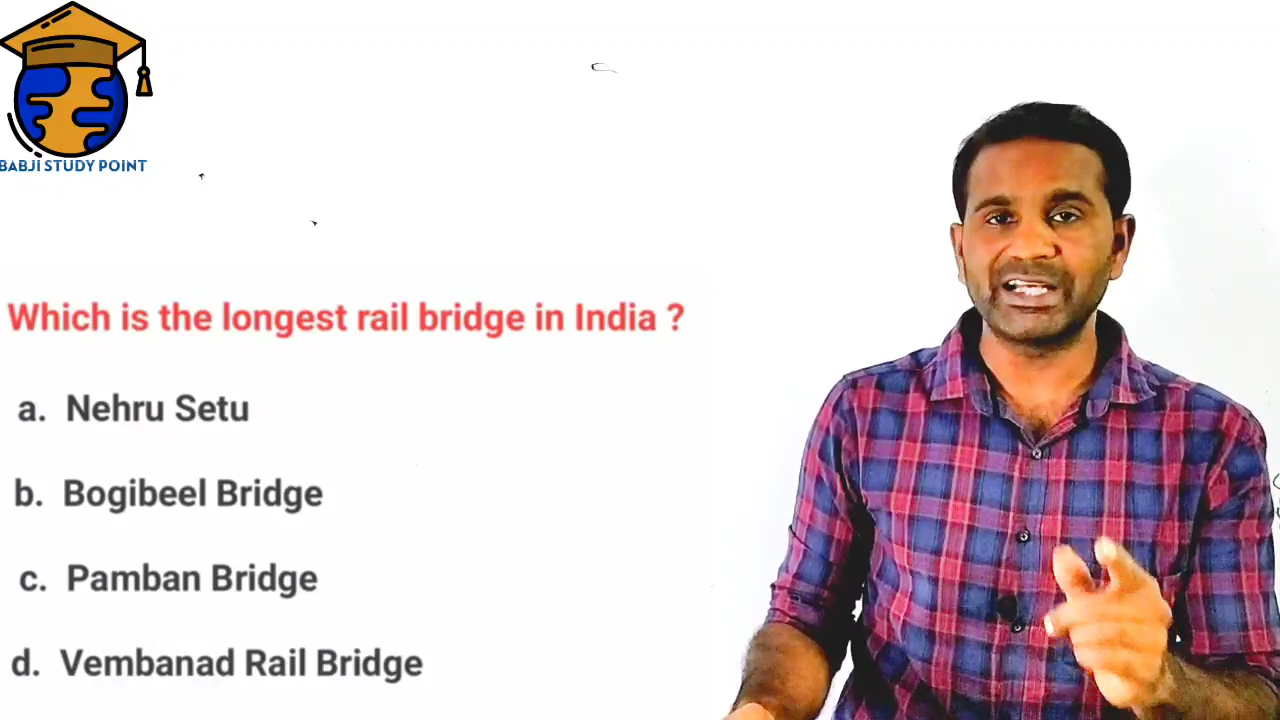 BABJI STUDY POINT
Which is the longest rail bridge in India ?
a. Nehru Setu
b. Bogibeel Bridge
c. Pamban Bridge
d. Vembanad Rail Bridge